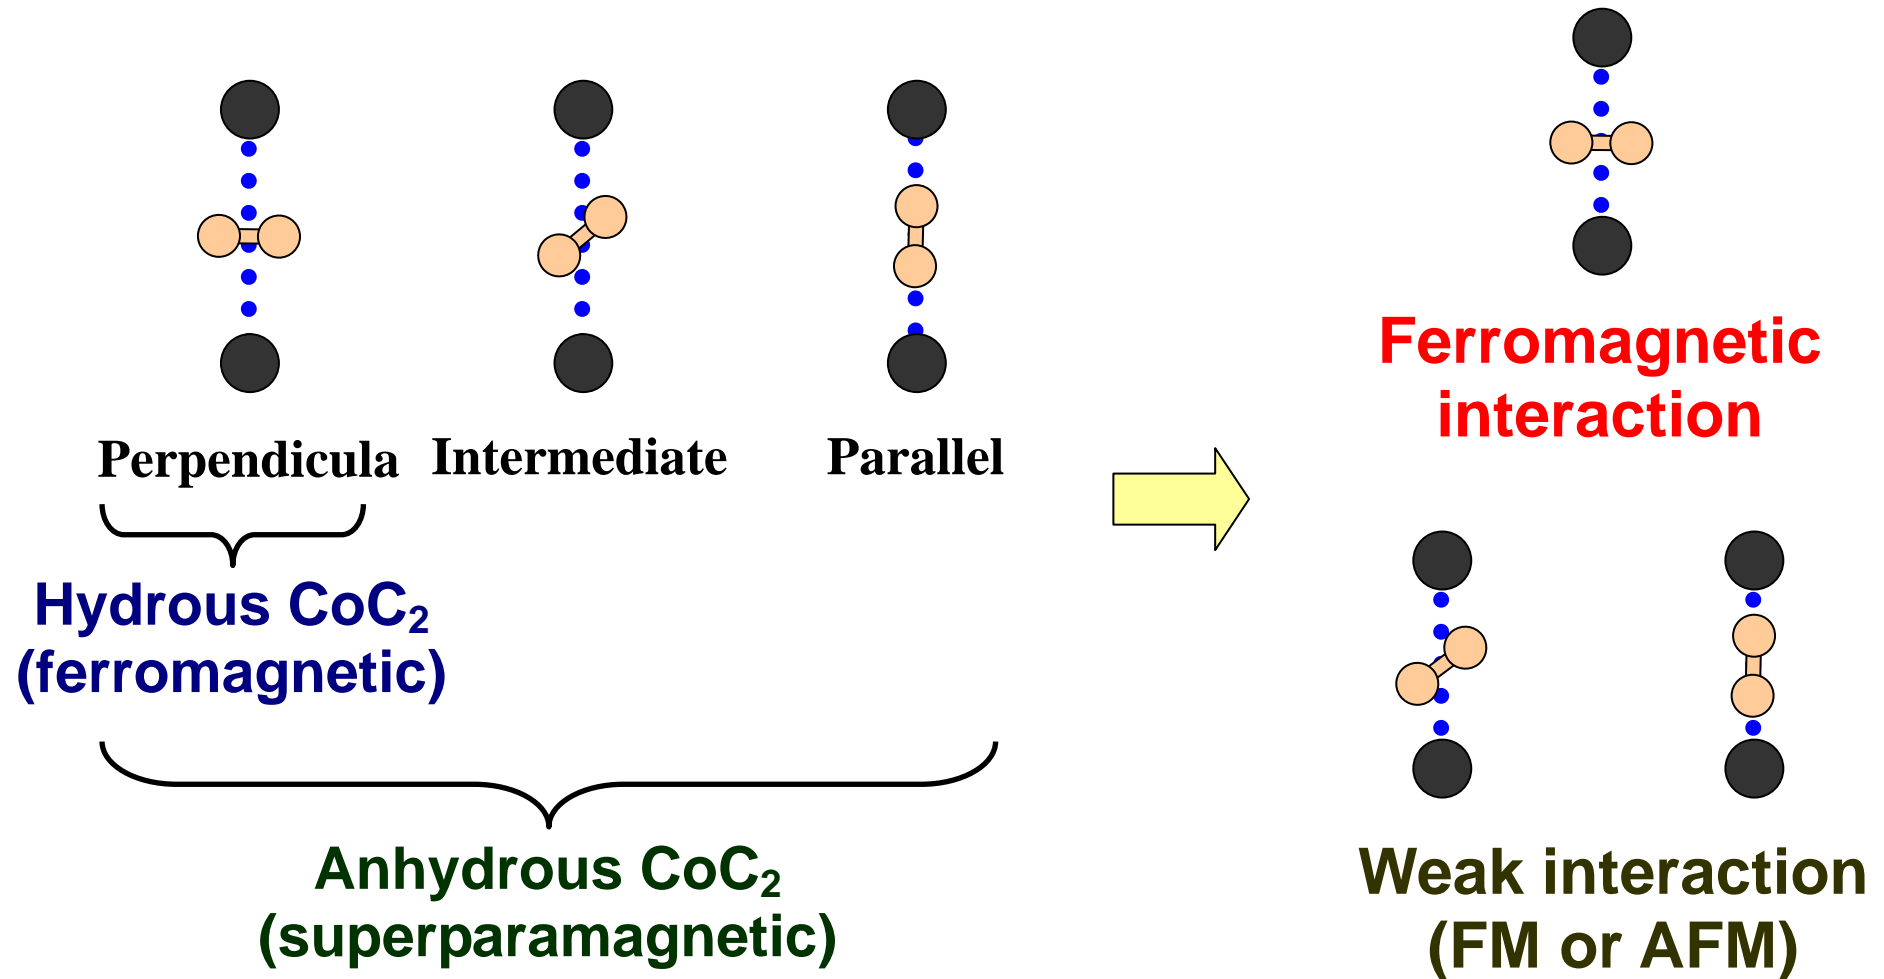 Perpendicula Intermediate Parallel
Hydrous CoC₂
(ferromagnetic)
Anhydrous CoC₂
(superparamagnetic)
Ferromagnetic
interaction
Weak interaction
(FM or AFM)